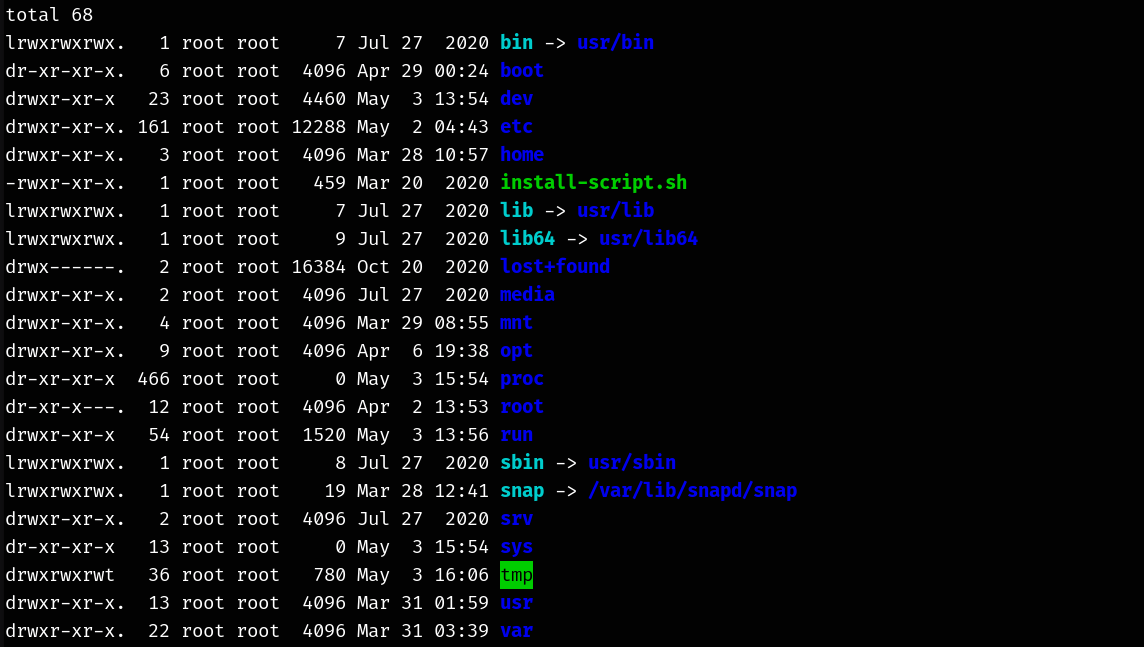 total 68
lrwxrwxrwx.   1 root root     7 Jul 27  2020 bin -> usr/bin
dr-xr-xr-x.   6 root root  4096 Apr 29 00:24 boot
drwxr-xr-x   23 root root  4460 May  3 13:54 dev
drwxr-xr-x. 161 root root 12288 May  2 04:43 etc
drwxr-xr-x.   3 root root  4096 Mar 28 10:57 home
-rwxr-xr-x.   1 root root   459 Mar 20  2020 install-script.sh
lrwxrwxrwx.   1 root root     7 Jul 27  2020 lib -> usr/lib
lrwxrwxrwx.   1 root root     9 Jul 27  2020 lib64 -> usr/lib64
drwx------.   2 root root 16384 Oct 20  2020 lost+found
drwxr-xr-x.   2 root root  4096 Jul 27  2020 media
drwxr-xr-x.   4 root root  4096 Mar 29 08:55 mnt
drwxr-xr-x.   9 root root  4096 Apr  6 19:38 opt
dr-xr-xr-x  466 root root     0 May  3 15:54 proc
dr-xr-x---.  12 root root  4096 Apr  2 13:53 root
drwxr-xr-x   54 root root  1520 May  3 13:56 run
lrwxrwxrwx.   1 root root     8 Jul 27  2020 sbin -> usr/sbin
lrwxrwxrwx.   1 root root    19 Mar 28 12:41 snap -> /var/lib/snapd/snap
drwxr-xr-x.   2 root root  4096 Jul 27  2020 srv
dr-xr-xr-x   13 root root     0 May  3 15:54 sys
drwxrwxrwt   36 root root   780 May  3 16:06 tmp
drwxr-xr-x.  13 root root  4096 Mar 31 01:59 usr
drwxr-xr-x.  22 root root  4096 Mar 31 03:39 var